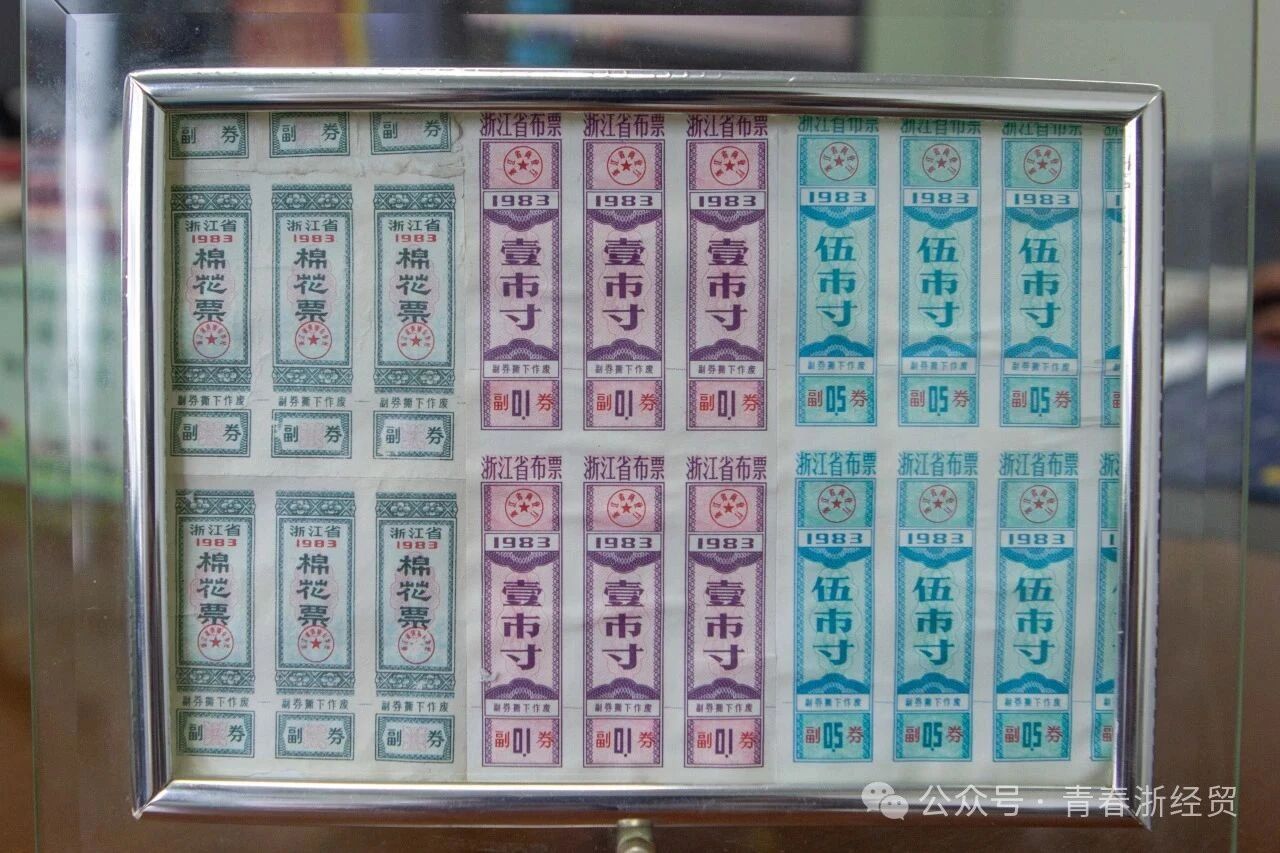 副 券
副 券
副 券
浙江省
1983
棉花票
副券撕下作废
副 券
浙江省
1983
棉花票
副券撕下作废
副 券
浙江省
1983
棉花票
副券撕下作废
副 券
浙江省
1983
棉花票
副券撕下作废
副 券
浙江省
1983
棉花票
副券撕下作废
副 券
浙江省
1983
棉花票
副券撕下作废
副 券
浙江省布票
1983
壹市寸
副券撕下作废
副 0.1 券
浙江省布票
1983
壹市寸
副券撕下作废
副 0.1 券
浙江省布票
1983
壹市寸
副券撕下作废
副 0.1 券
浙江省布票
1983
壹市寸
副券撕下作废
副 0.1 券
浙江省布票
1983
壹市寸
副券撕下作废
副 0.1 券
浙江省布票
1983
壹市寸
副券撕下作废
副 0.1 券
浙江省布票
1983
伍市寸
副券撕下作废
副 0.5 券
浙江省布票
1983
伍市寸
副券撕下作废
副 0.5 券
浙江省布票
1983
伍市寸
副券撕下作废
副 0.5 券
浙江省布票
1983
伍市寸
副券撕下作废
副 0.5 券
浙江省布票
1983
伍市寸
副券撕下作废
副 0.5 券
浙江省布票
1983
伍市寸
副券撕下作废
副 0.5 券
公众号 · 青春浙经贸